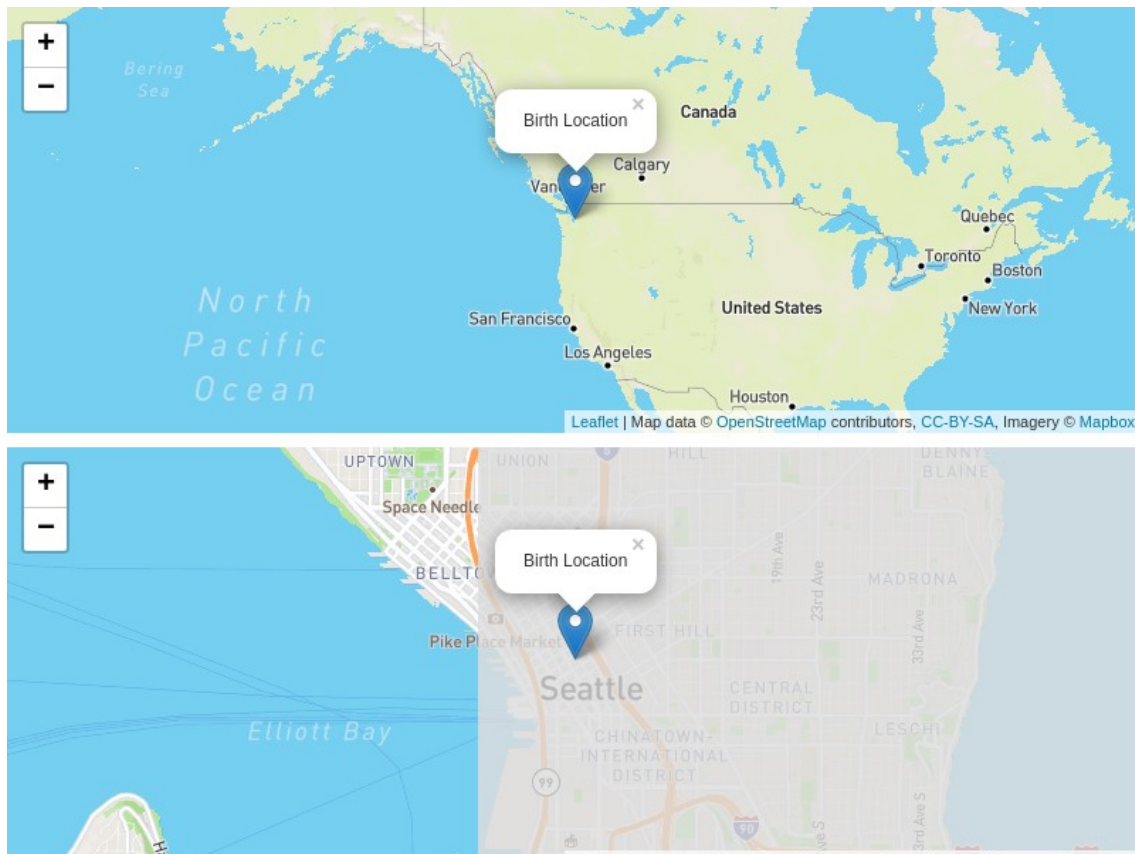 +
−
Bering
Sea
Birth Location
×
Canada
Calgary
Quebec
Toronto
Boston
New York
North
Pacific
Ocean
San Francisco
United States
Los Angeles
Houston
Leaflet | Map data © OpenStreetMap contributors, CC-BY-SA, Imagery © Mapbox
+
−
UPTOWN
UNION
HILL
DENNY
BLAINE
5
Space Needle
Birth Location
×
19th Ave
23rd Ave
MADRONA
Pike Place Market
FIRST HILL
33rd Ave
Seattle
CENTRAL
DISTRICT
Elliott Bay
LESCHI
CHINATOWN-
INTERNATIONAL
DISTRICT
99
90